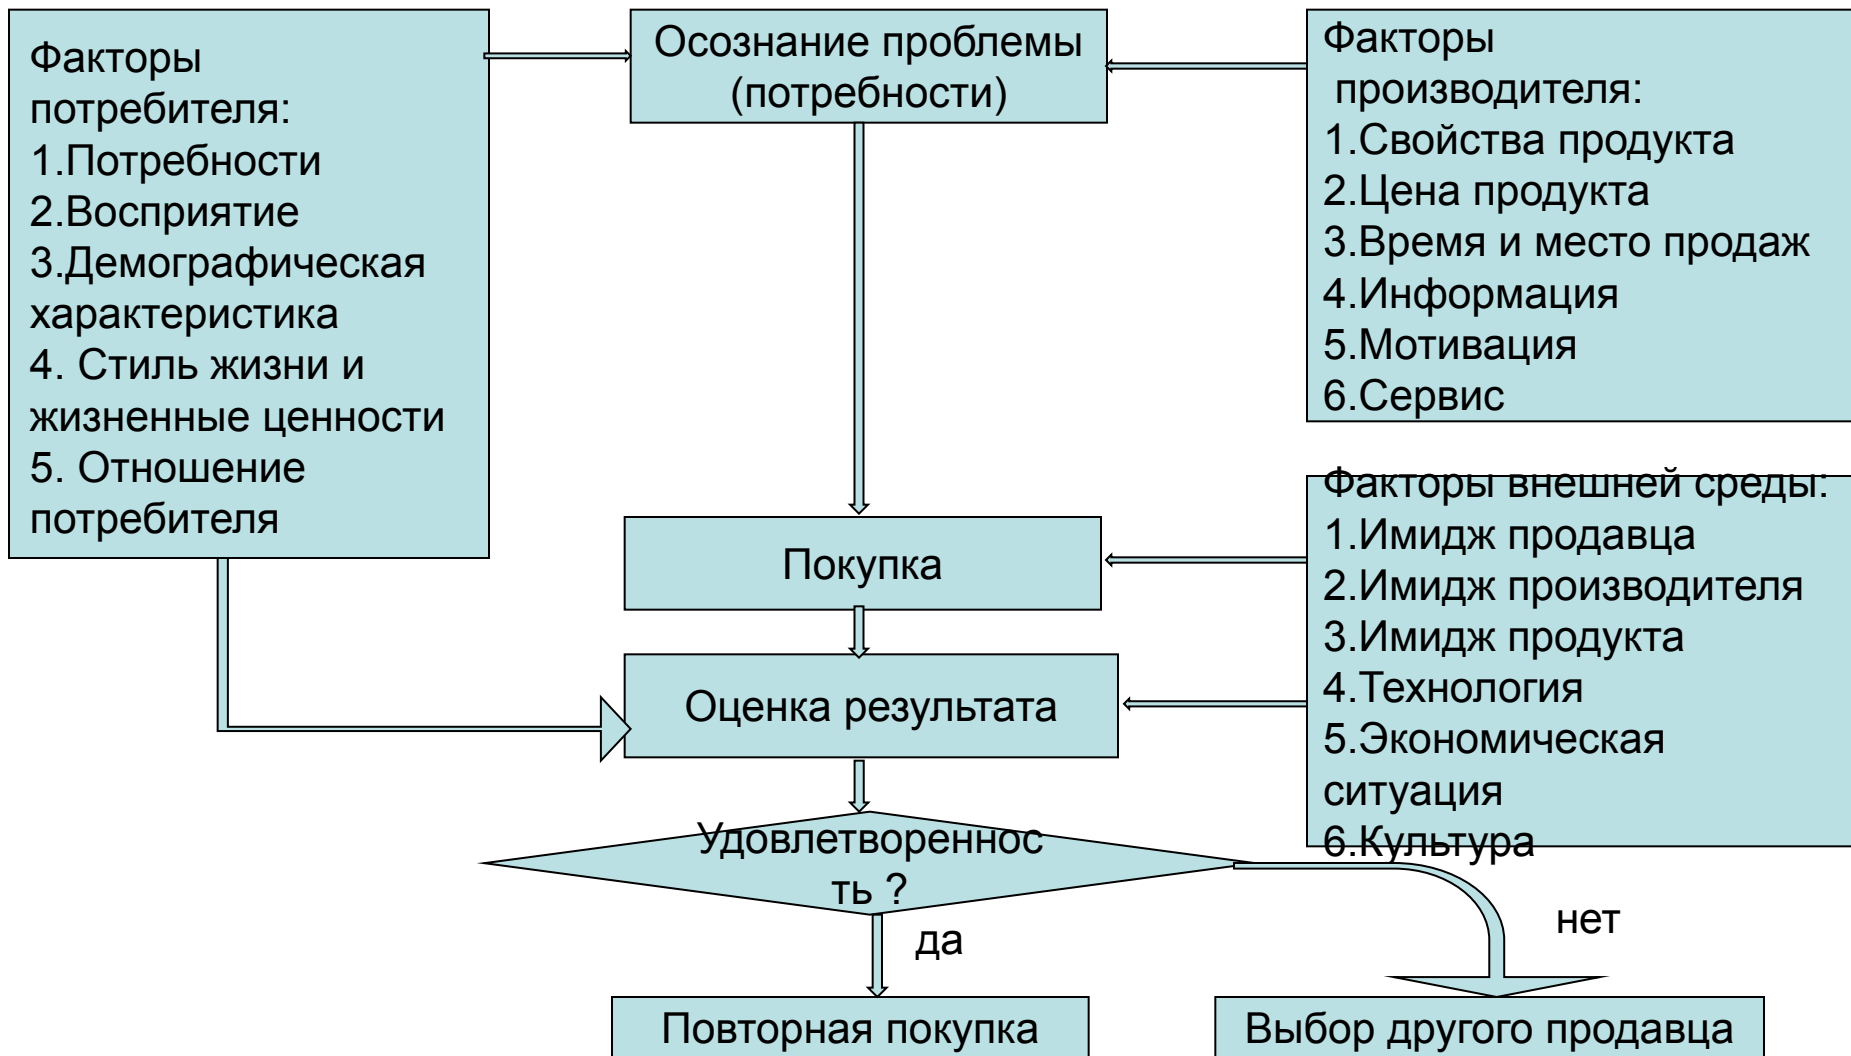 Факторы
потребителя:
1.Потребности
2.Восприятие
3.Демографическая
характеристика
4. Стиль жизни и
жизненные ценности
5. Отношение
потребителя
Осознание проблемы
(потребности)
Факторы
производителя:
1.Свойства продукта
2.Цена продукта
3.Время и место продаж
4.Информация
5.Мотивация
6.Сервис
Покупка
Факторы внешней среды:
1.Имидж продавца
2.Имидж производителя
3.Имидж продукта
4.Технология
5.Экономическая
ситуация
6.Культура
Оценка результата
Удовлетвореннос
ть ?
да
нет
Повторная покупка
Выбор другого продавца